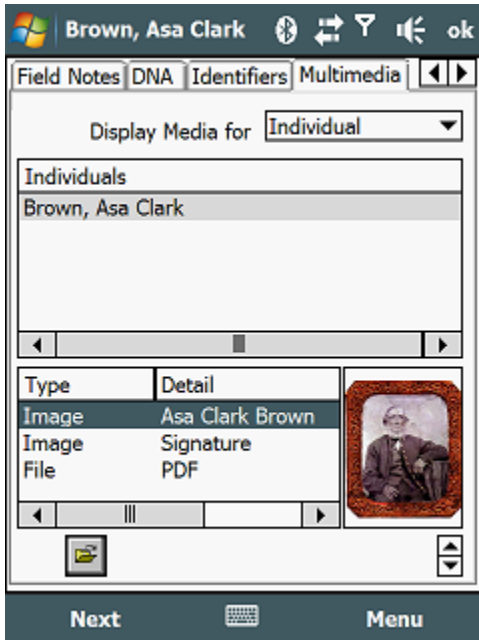 Brown, Asa Clark ok
Field Notes DNA Identifiers Multimedia
Display Media for Individual
Individuals
Brown, Asa Clark
Type Detail
Image Asa Clark Brown
Image Signature
File PDF
Next Menu